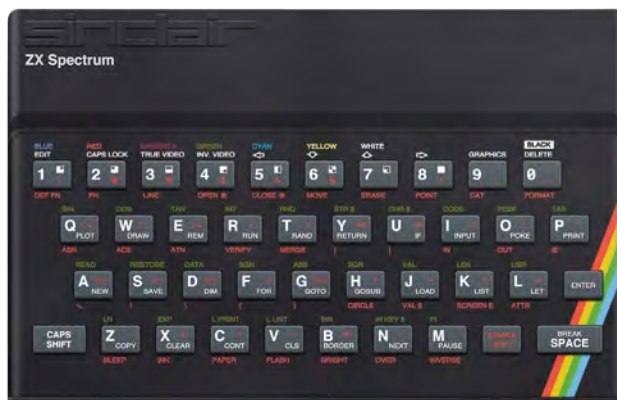 sinclair
ZX Spectrum
BLUE RED MAGENTA GREEN CYAN YELLOW WHITE BLACK
EDIT CAPS LOCK TRUE VIDEO INV. VIDEO GRAPHICS DELETE
1 2 3 4 5 6 7 8 9 0
DEF FN FN LINE OPEN # CLOSE # MOVE ERASE POINT CAT FORMAT
SIN COS TAN INT RND STR $ CHR $ CODE PEEK TAB
Q W E R T Y U I O P
PLOT DRAW REM RUN RAND RETURN IF INPUT POKE PRINT
ASN ACS ATN VERIFY MERGE [ ] IN OUT ©
READ RESTORE DATA SGN ABS SQR VAL LEN USR
A S D F G H J K L ENTER
NEW SAVE DIM FOR GOTO GOSUB LOAD LIST LET
CIRCLE VAL $ SCREEN $ ATTR
LN EXP L PRINT L LIST BIN IN KEY $ PI
CAPS SHIFT Z X C V B N M SYMBOL SHIFT BREAK SPACE
COPY CLEAR CONT CLS BORDER NEXT PAUSE
BEEP INK PAPER FLASH BRIGHT OVER INVERSE